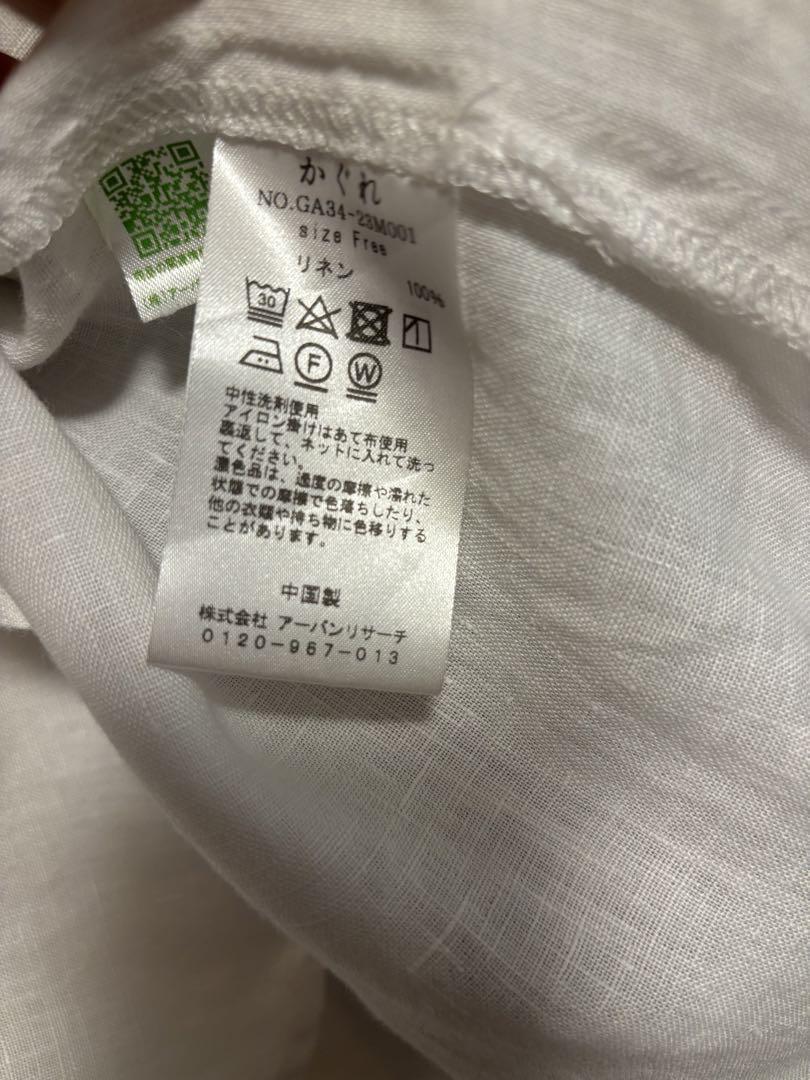 かぐれ
NO.GA34-23M001
size Free
リネン 100%
30
F W
中性洗剤使用
アイロン掛けはあて布使用
裏返して、ネットに入れて洗っ
てください。
濃色品は、過度の摩擦や濡れた
状態での摩擦で色落ちしたり、
他の衣類や持ち物に色移りする
ことがあります。
中国製
株式会社 アーバンリサーチ
0120-967-013
(株)アーバ